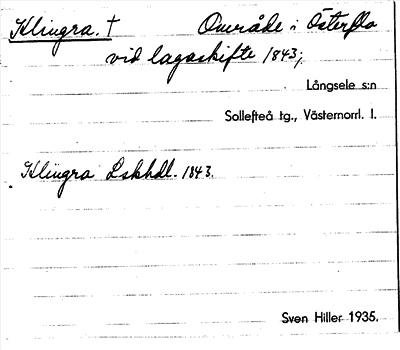 Klingra. † Område i Österflo
vid lagaskifte 1843;
Långsele s:n
Sollefteå tg., Västernorrl. l.
Klingra Lskhdl. 1843.
Sven Hiller 1935.